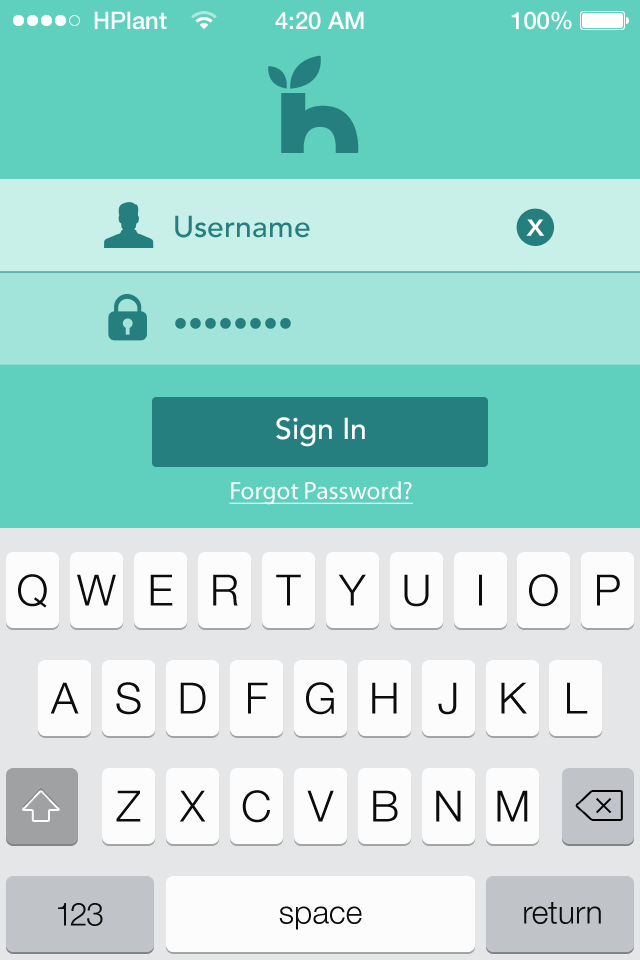 HPlant 4:20 AM 100%
h
Username X
••••••••
Sign In
Forgot Password?
Q W E R T Y U I O P
A S D F G H J K L
Z X C V B N M
123 space return